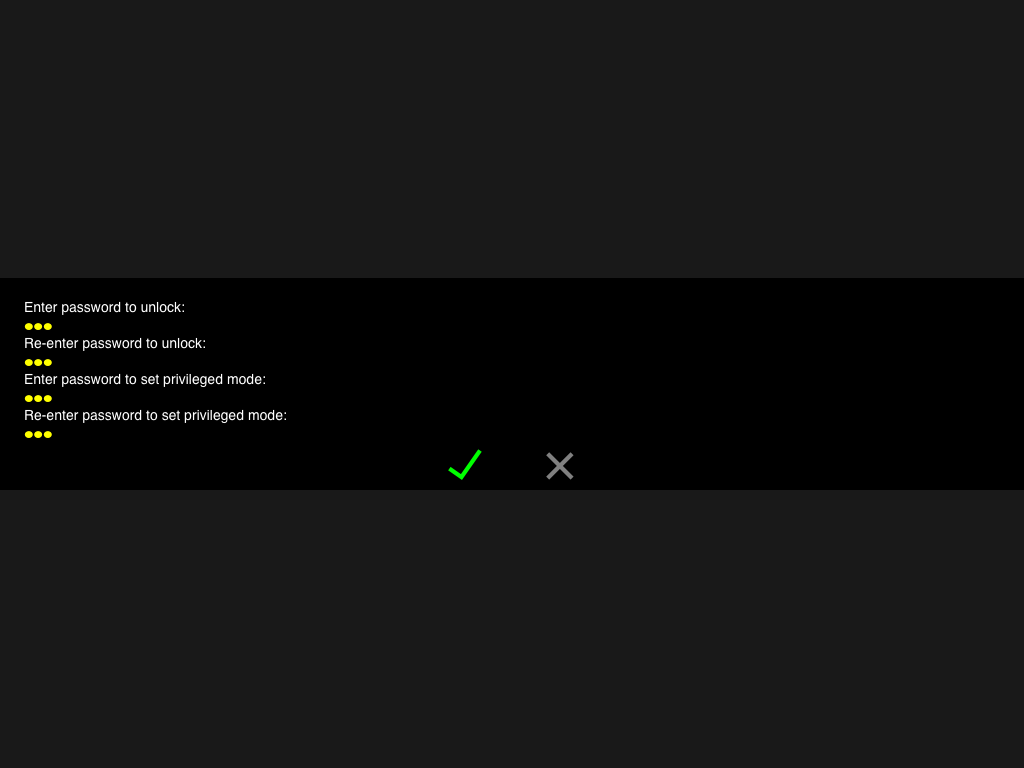 Enter password to unlock:
●●●
Re-enter password to unlock:
●●●
Enter password to set privileged mode:
●●●
Re-enter password to set privileged mode:
●●●